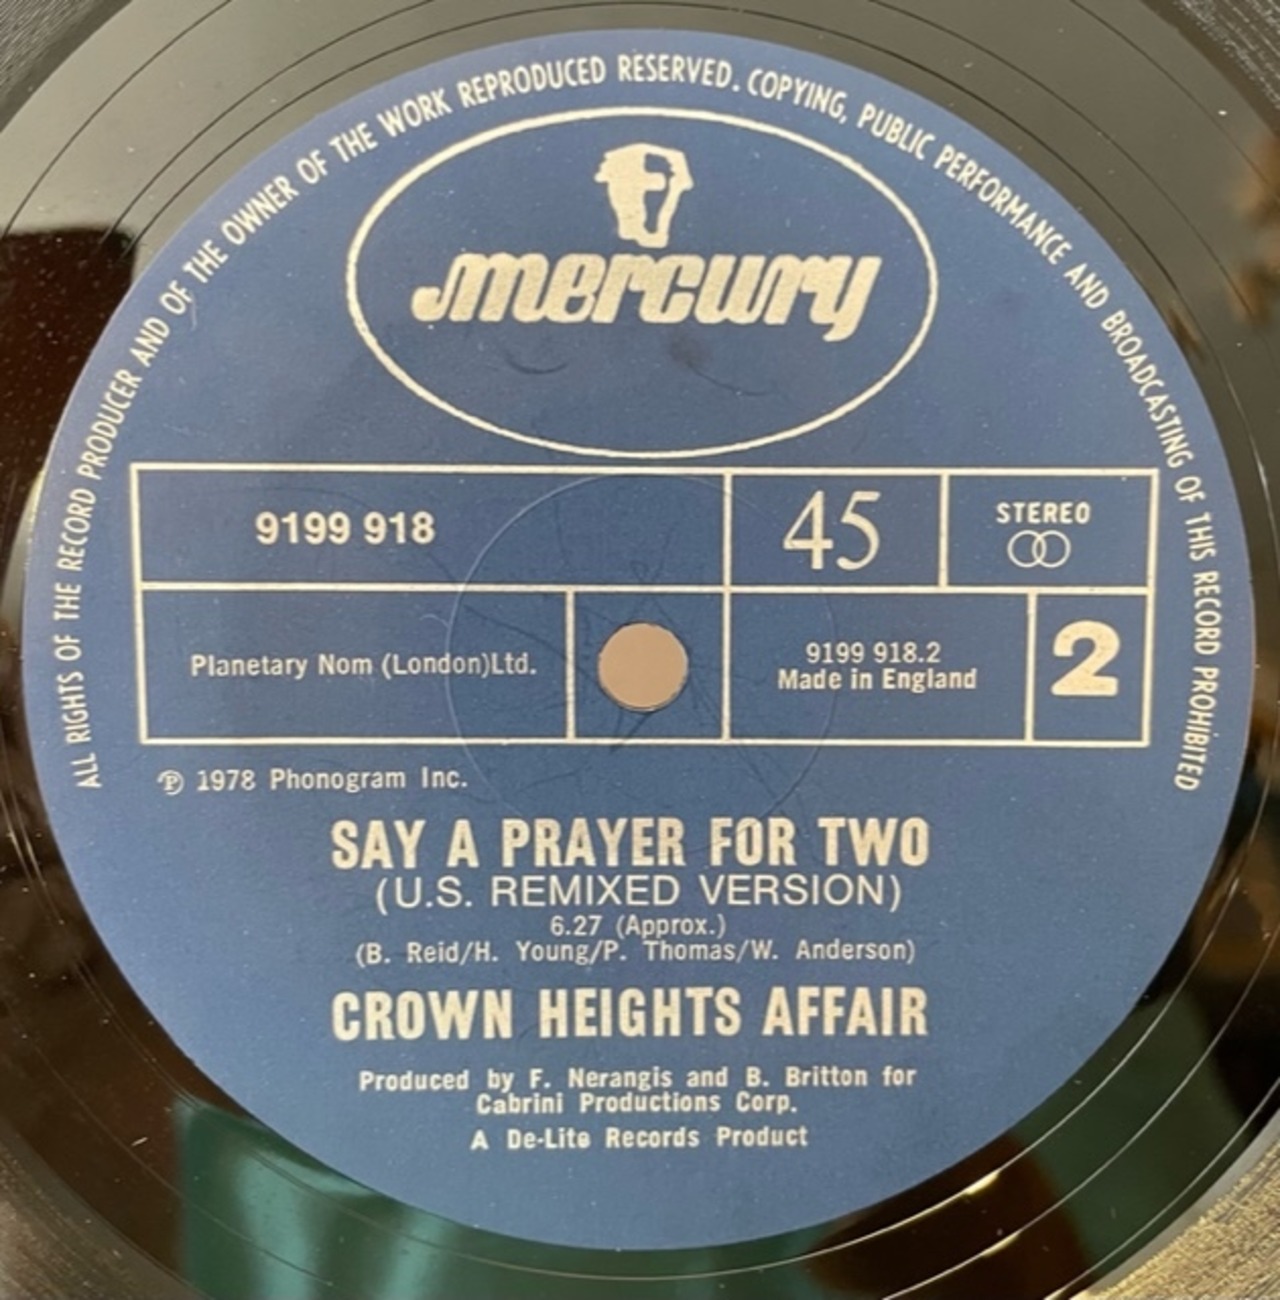 ALL RIGHTS OF THE RECORD PRODUCER AND OF THE OWNER OF THE WORK REPRODUCED RESERVED. COPYING, PUBLIC PERFORMANCE AND BROADCASTING OF THIS RECORD PROHIBITED
mercury
9199 918
45
STEREO
Planetary Nom (London)Ltd.
9199 918.2
Made in England
2
℗ 1978 Phonogram Inc.
SAY A PRAYER FOR TWO
(U.S. REMIXED VERSION)
6.27 (Approx.)
(B. Reid/H. Young/P. Thomas/W. Anderson)
CROWN HEIGHTS AFFAIR
Produced by F. Nerangis and B. Britton for
Cabrini Productions Corp.
A De-Lite Records Product